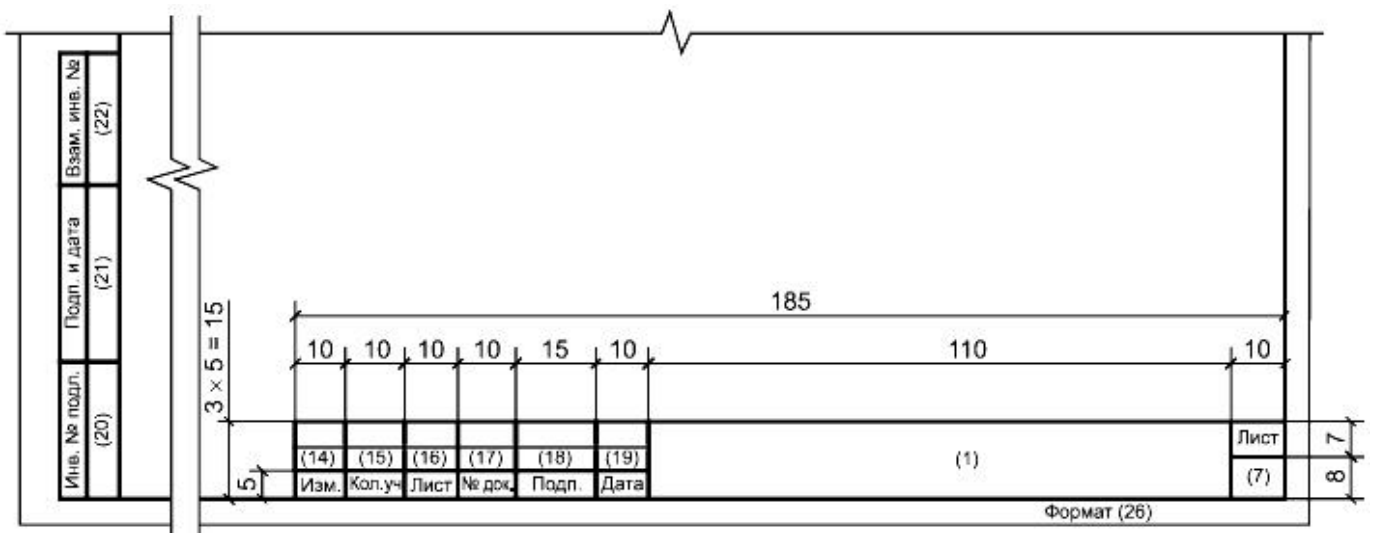 Взам. инв. №
(22)
Подп. и дата
(21)
Инв. № подл.
(20)
3 × 5 = 15
5
185
10 10 10 10 15 10 110 10
(14) (15) (16) (17) (18) (19)
Изм. Кол.уч Лист № док. Подп. Дата
(1)
Лист
(7)
7
8
Формат (26)